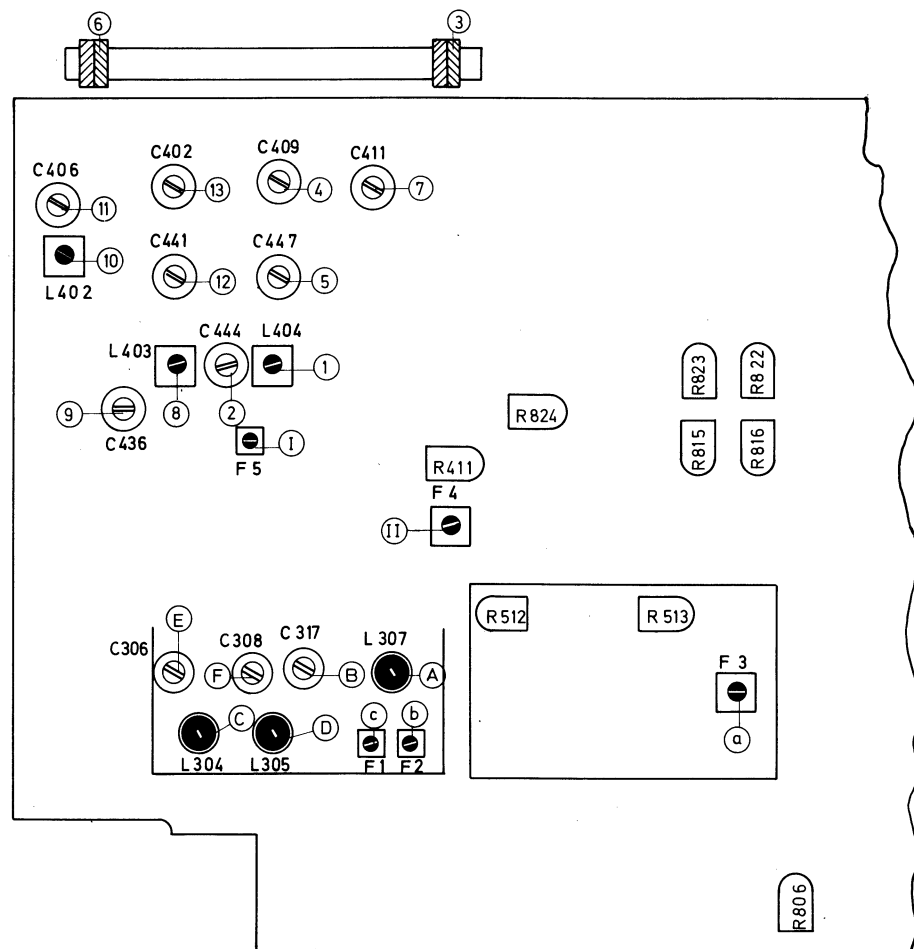 6 3
C406 C402 C409 C411
11 13 4 7
C441 C447
10 12 5
L402
L403 C444 L404
1
9 8 2
C436 I
F5
R823 R822
R824
R815 R816
R411
F4
II
R512 R513
E
C306 C308 C317 L307
F B A
F3
C D c b
a
L304 L305 F1 F2
R806